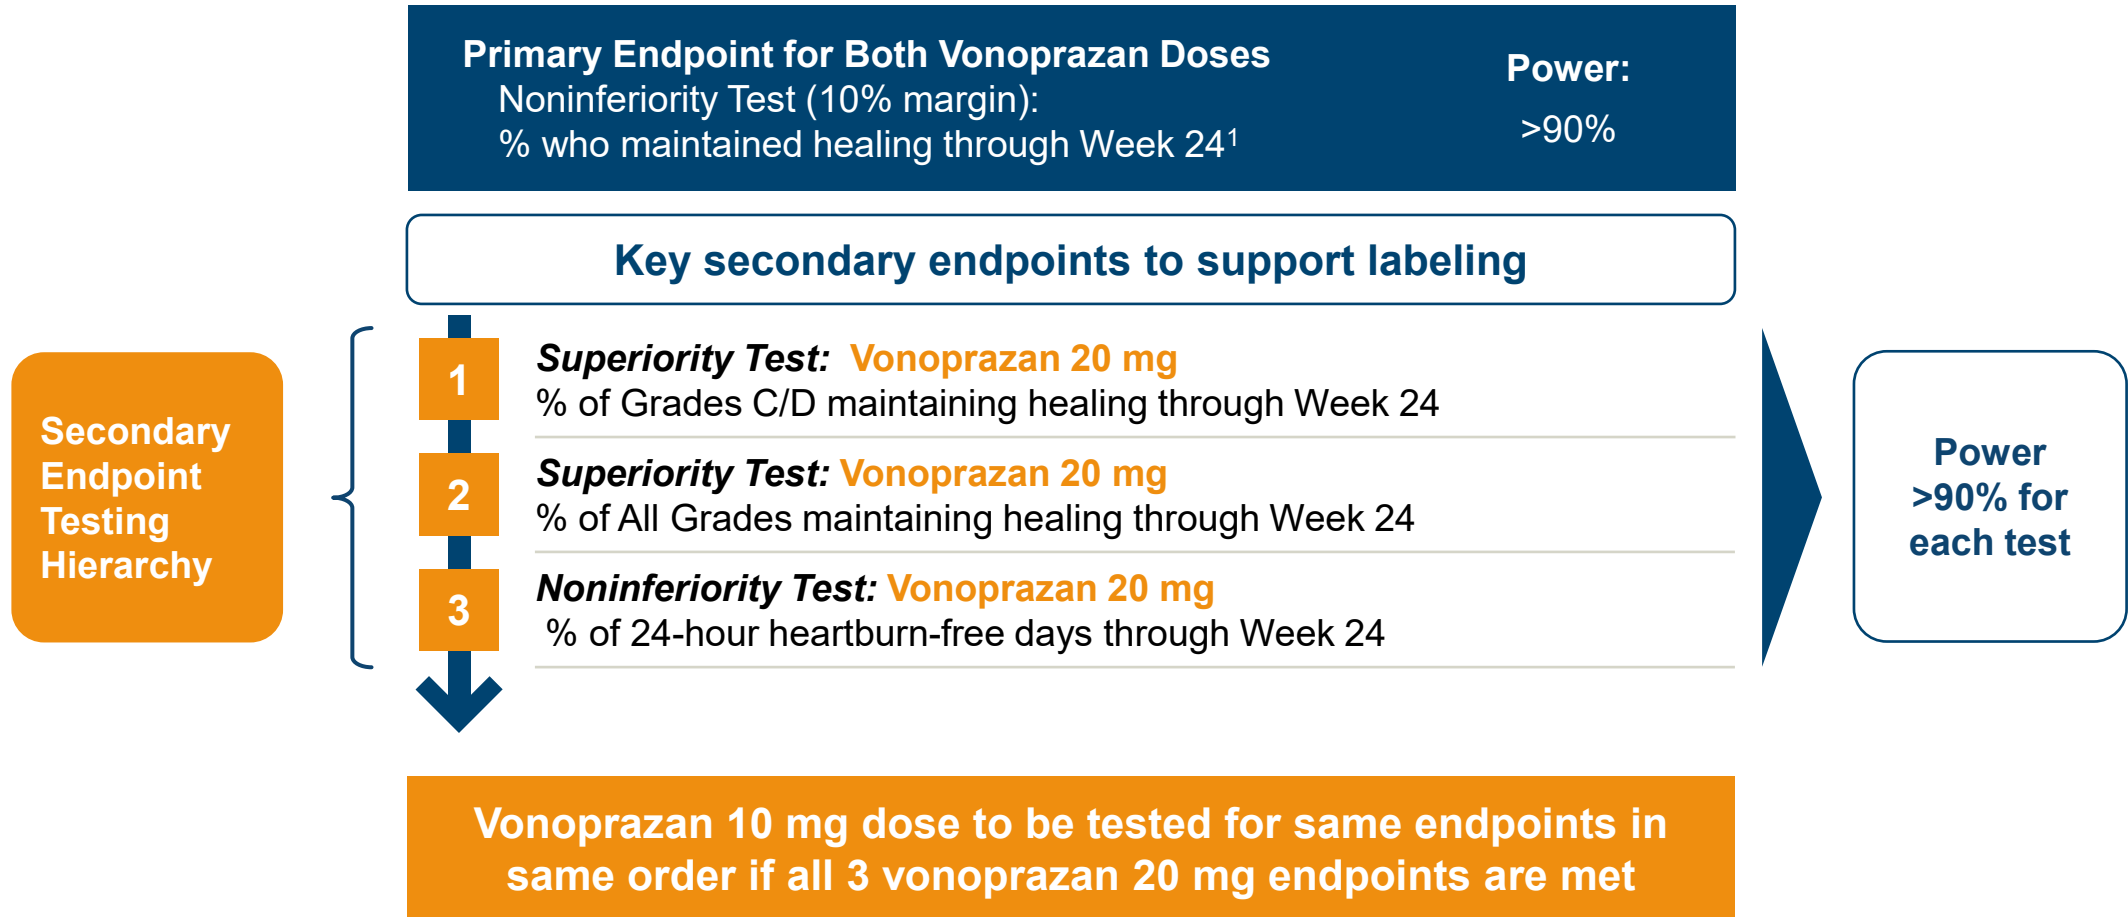 Primary Endpoint for Both Vonoprazan Doses
Noninferiority Test (10% margin):
% who maintained healing through Week 24¹
Power:
>90%
Key secondary endpoints to support labeling
Secondary
Endpoint
Testing
Hierarchy
1
Superiority Test: Vonoprazan 20 mg
% of Grades C/D maintaining healing through Week 24
2
Superiority Test: Vonoprazan 20 mg
% of All Grades maintaining healing through Week 24
3
Noninferiority Test: Vonoprazan 20 mg
% of 24-hour heartburn-free days through Week 24
Power
>90% for
each test
Vonoprazan 10 mg dose to be tested for same endpoints in
same order if all 3 vonoprazan 20 mg endpoints are met